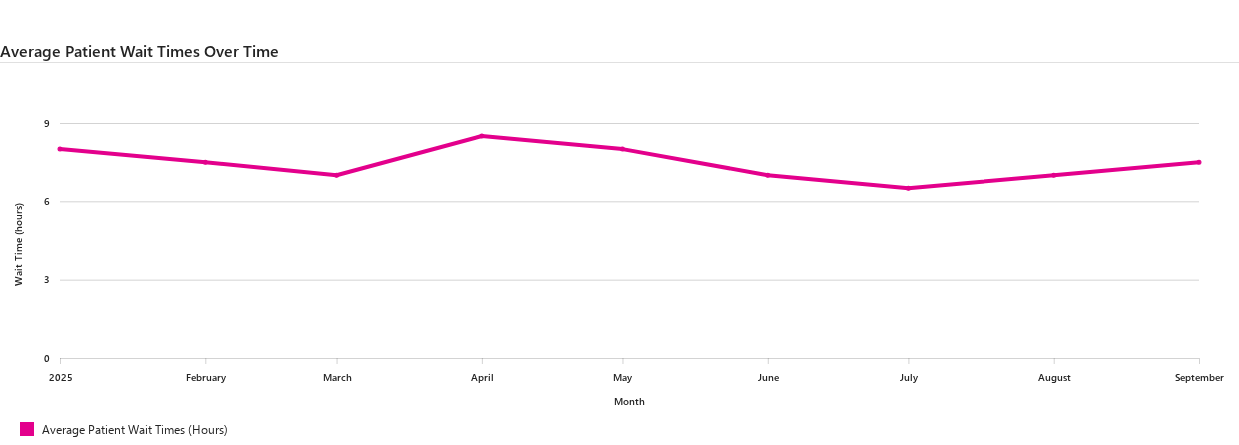 Average Patient Wait Times Over Time
Wait Time (hours)
9
6
3
0
2025 February March April May June July August September
Month
Average Patient Wait Times (Hours)